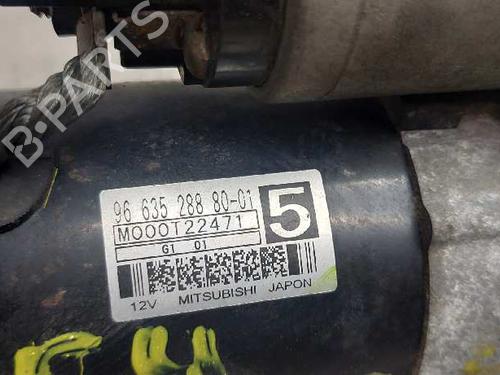 B-PARTS
96 635 288 80-01
5
M000T22471
G1 01
12V MITSUBISHI JAPON